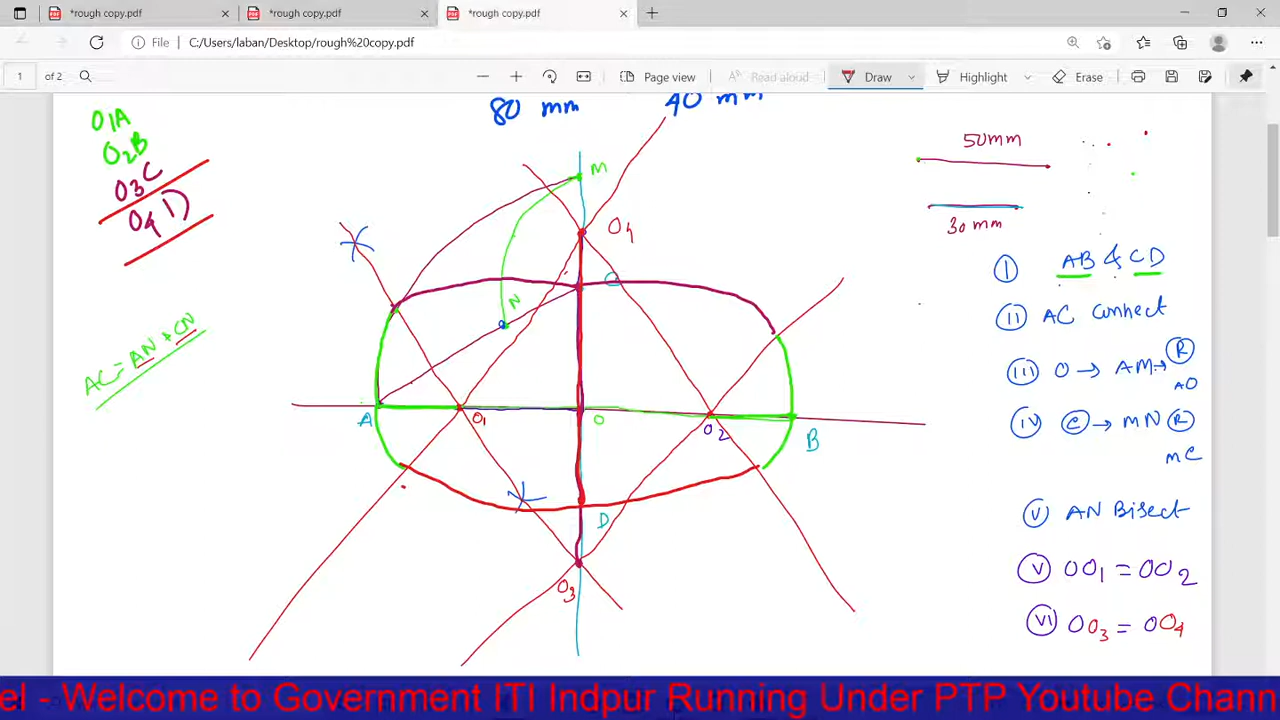 *rough copy.pdf
*rough copy.pdf
*rough copy.pdf
File
C:/Users/laban/Desktop/rough%20copy.pdf
1
of 2
Page view
Read aloud
Draw
Highlight
Erase
80 mm
40 mm
O1A
O2B
O3C
O4D
AC = AN + CN
M
O4
C
N
A
O1
O
O2
B
D
O3
50mm
30 mm
I AB & CD
II AC Connect
III O → AM → R
AO
IV C → MN R
MC
V AN Bisect
V OO1 = OO2
VI OO3 = OO4
el - Welcome to Government ITI Indpur Running Under PTP Youtube Chann